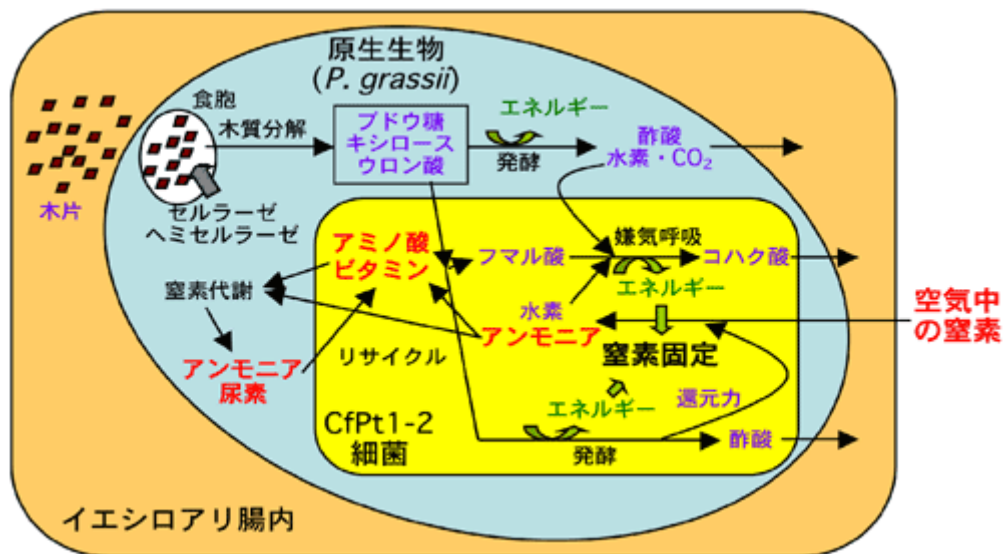 原生生物
(P. grassii)
食胞
木質分解
木片
セルラーゼ
ヘミセルラーゼ
ブドウ糖
キシロース
ウロン酸
エネルギー
発酵
酢酸
水素・CO₂
アミノ酸
ビタミン
フマル酸
嫌気呼吸
コハク酸
エネルギー
窒素代謝
水素
アンモニア
空気中
の窒素
アンモニア
尿素
リサイクル
窒素固定
エネルギー
還元力
CfPt1-2
細菌
発酵
酢酸
イエシロアリ腸内